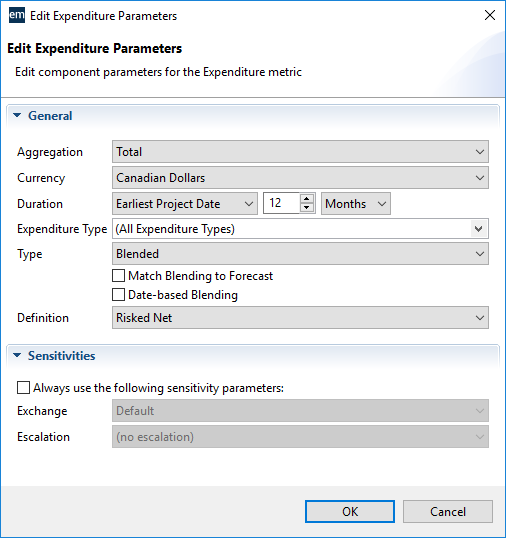 em Edit Expenditure Parameters
Edit Expenditure Parameters
Edit component parameters for the Expenditure metric
General
Aggregation Total
Currency Canadian Dollars
Duration Earliest Project Date 12 Months
Expenditure Type (All Expenditure Types)
Type Blended
Match Blending to Forecast
Date-based Blending
Definition Risked Net
Sensitivities
Always use the following sensitivity parameters:
Exchange Default
Escalation (no escalation)
OK Cancel